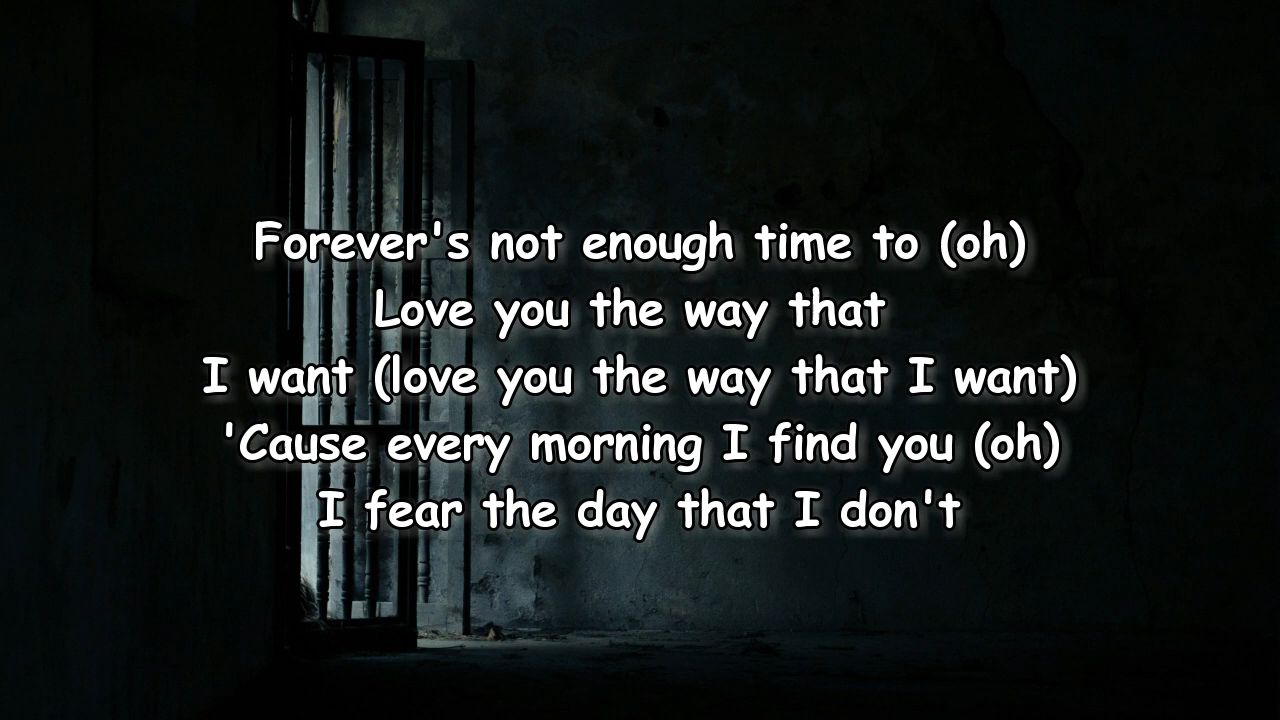 Forever's not enough time to (oh)
Love you the way that
I want (love you the way that I want)
'Cause every morning I find you (oh)
I fear the day that I don't